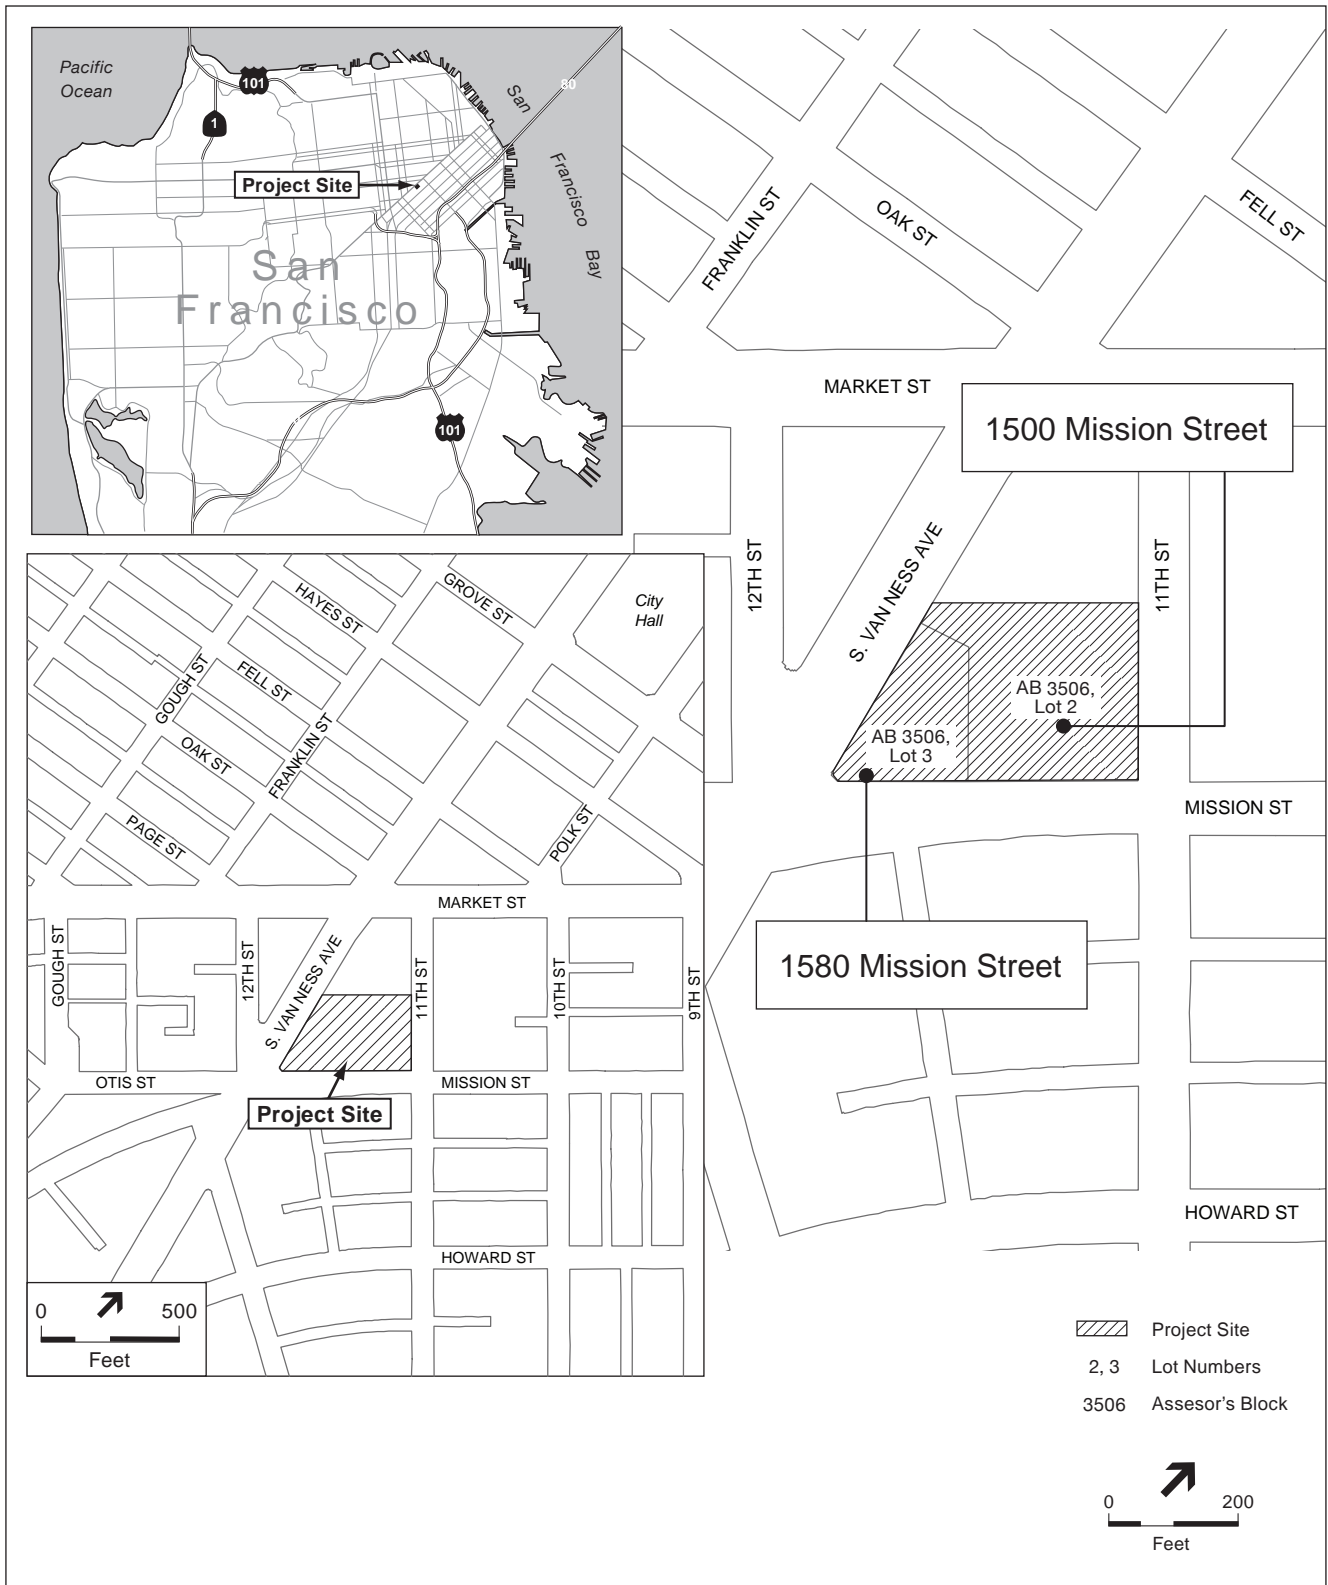 Pacific
Ocean
101
1
80
San
Francisco
Bay
Project Site
San
Francisco
101
FRANKLIN ST
OAK ST
FELL ST
MARKET ST
1500 Mission Street
12TH ST
S. VAN NESS AVE
11TH ST
AB 3506,
Lot 2
AB 3506,
Lot 3
MISSION ST
1580 Mission Street
HOWARD ST
HAYES ST
GROVE ST
City
Hall
GOUGH ST
FELL ST
FRANKLIN ST
OAK ST
PAGE ST
POLK ST
MARKET ST
GOUGH ST
12TH ST
S. VAN NESS AVE
11TH ST
10TH ST
9TH ST
OTIS ST
MISSION ST
Project Site
HOWARD ST
0 500
Feet
Project Site
2, 3 Lot Numbers
3506 Assesor's Block
0 200
Feet